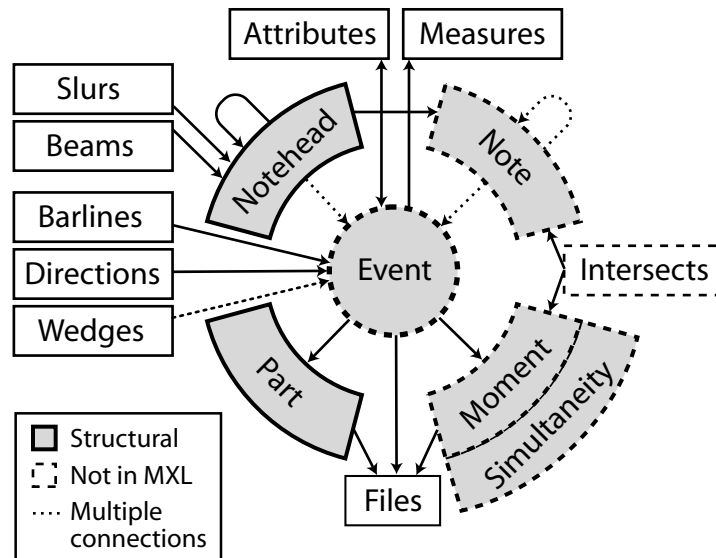 Attributes
Measures
Slurs
Beams
Notehead
Note
Barlines
Directions
Wedges
Event
Intersects
Part
Moment
Simultaneity
Files
Structural
Not in MXL
Multiple
connections